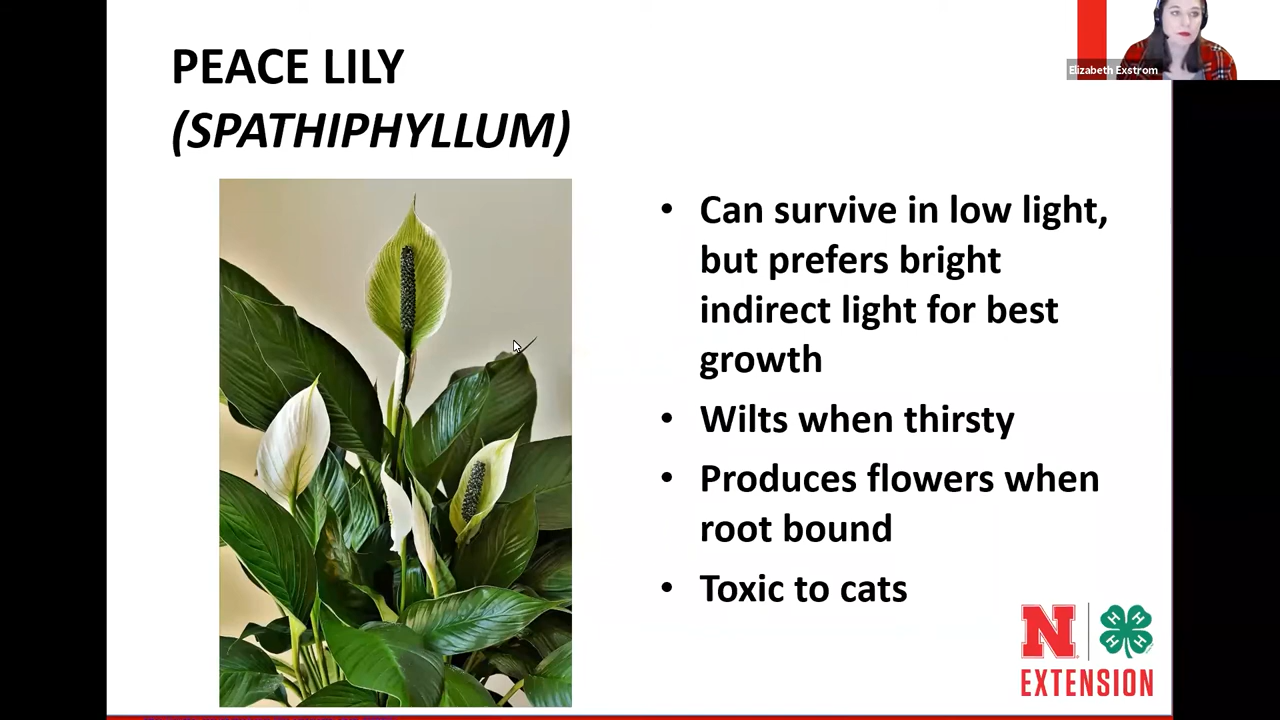 PEACE LILY
(SPATHIPHYLLUM)
Elizabeth Exstrom
• Can survive in low light,
but prefers bright
indirect light for best
growth
• Wilts when thirsty
• Produces flowers when
root bound
• Toxic to cats
N
H H H H
EXTENSION